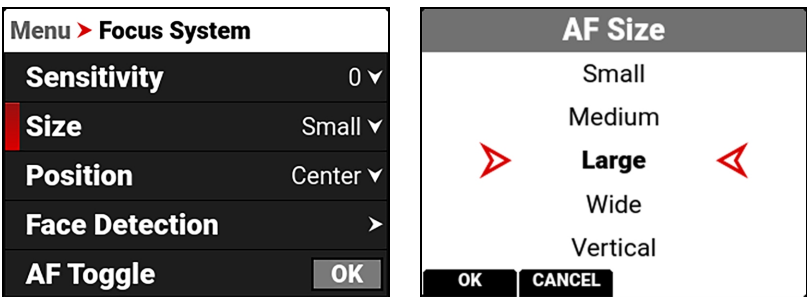 Menu > Focus System
Sensitivity 0
Size Small
Position Center
Face Detection
AF Toggle OK
AF Size
Small
Medium
Large
Wide
Vertical
OK CANCEL